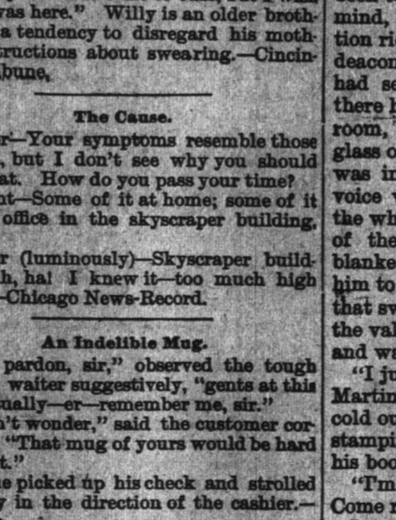 was here." Willy is an older broth-
a tendency to disregard his moth-
tructions about swearing.—Cincin-
bune,
The Cause.
r—Your symptoms resemble those
, but I don't see why you should
at. How do you pass your time?
nt—Some of it at home; some of it
office in the skyscraper building,
r (luminously)—Skyscraper build-
h, ha! I knew it—too much high
—Chicago News-Record.
An Indelible Mug.
pardon, sir," observed the tough
waiter suggestively, "gents at this
ually—er—remember me, sir."
n't wonder," said the customer cor-
"That mug of yours would be hard
t."
e picked up his check and strolled
y in the direction of the cashier.—
mind,
tion ri
deacon
had se
there h
room,
glass o
was in
voice w
the wh
of the
blanke
him to
that sw
the val
and wa
"I ju
Martin
cold ou
stampi
his boo
"I'm
Come r